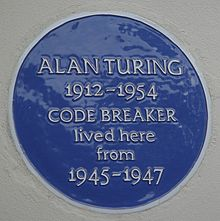 ALAN TURING
1912-1954
CODE BREAKER
lived here
from
1945-1947